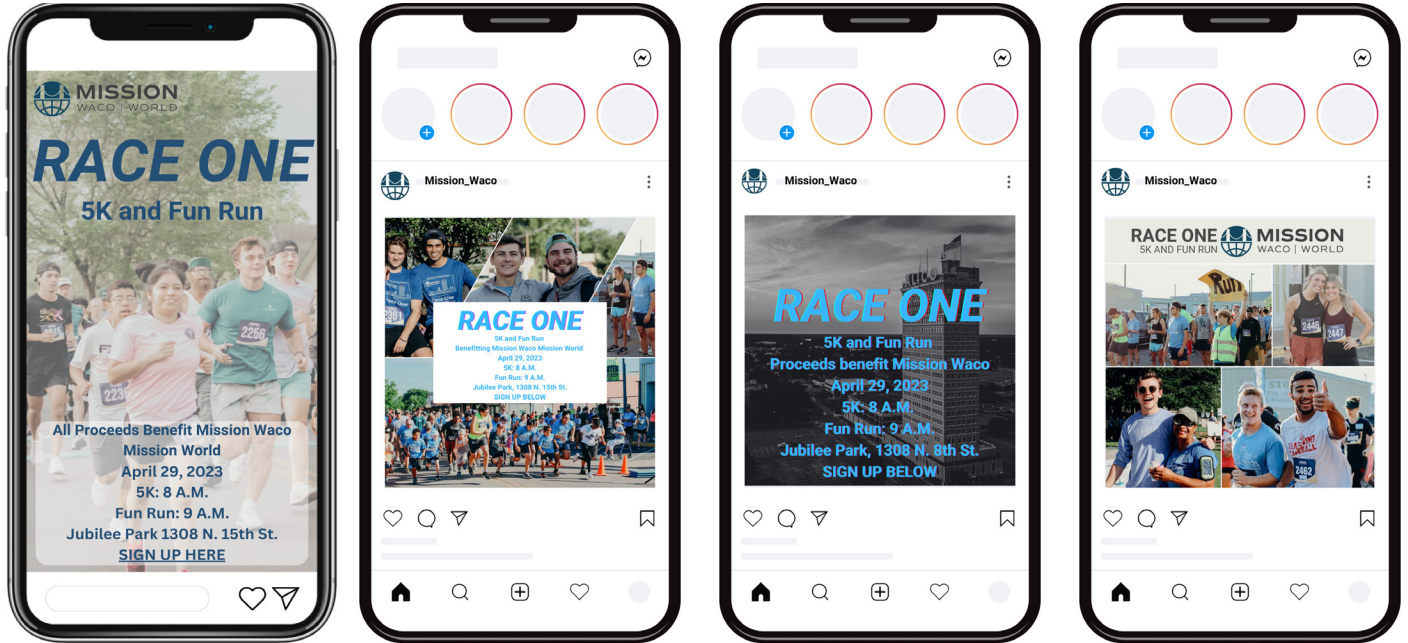 MISSION
WACO | WORLD
RACE ONE
5K and Fun Run
2256
All Proceeds Benefit Mission Waco
Mission World
April 29, 2023
5K: 8 A.M.
Fun Run: 9 A.M.
Jubilee Park 1308 N. 15th St.
SIGN UP HERE
Mission_Waco
2361
RACE ONE
5K and Fun Run
Benefitting Mission Waco Mission World
April 29, 2023
5K: 8 A.M.
Fun Run: 9 A.M.
Jubilee Park, 1308 N. 15th St.
SIGN UP BELOW
Mission_Waco
RACE ONE
5K and Fun Run
Proceeds benefit Mission Waco
April 29, 2023
5K: 8 A.M.
Fun Run: 9 A.M.
Jubilee Park, 1308 N. 8th St.
SIGN UP BELOW
Mission_Waco
RACE ONE
5K AND FUN RUN
MISSION
WACO | WORLD
Run
2446
2447
2462